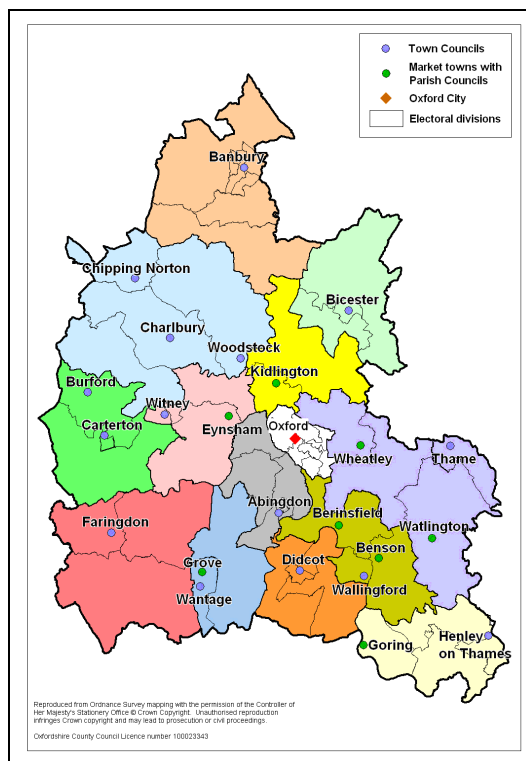 Town Councils
Market towns with
Parish Councils
Oxford City
Electoral divisions
Banbury
Chipping Norton
Bicester
Charlbury
Woodstock
Kidlington
Burford
Witney
Carterton
Eynsham
Oxford
Wheatley
Thame
Abingdon
Berinsfield
Faringdon
Watlington
Benson
Grove
Didcot
Wantage
Wallingford
Goring
Henley
on Thames
Reproduced from Ordnance Survey mapping with the permission of the Controller of
Her Majesty's Stationery Office © Crown Copyright. Unauthorised reproduction
infringes Crown copyright and may lead to prosecution or civil proceedings.
Oxfordshire County Council Licence number 100023343